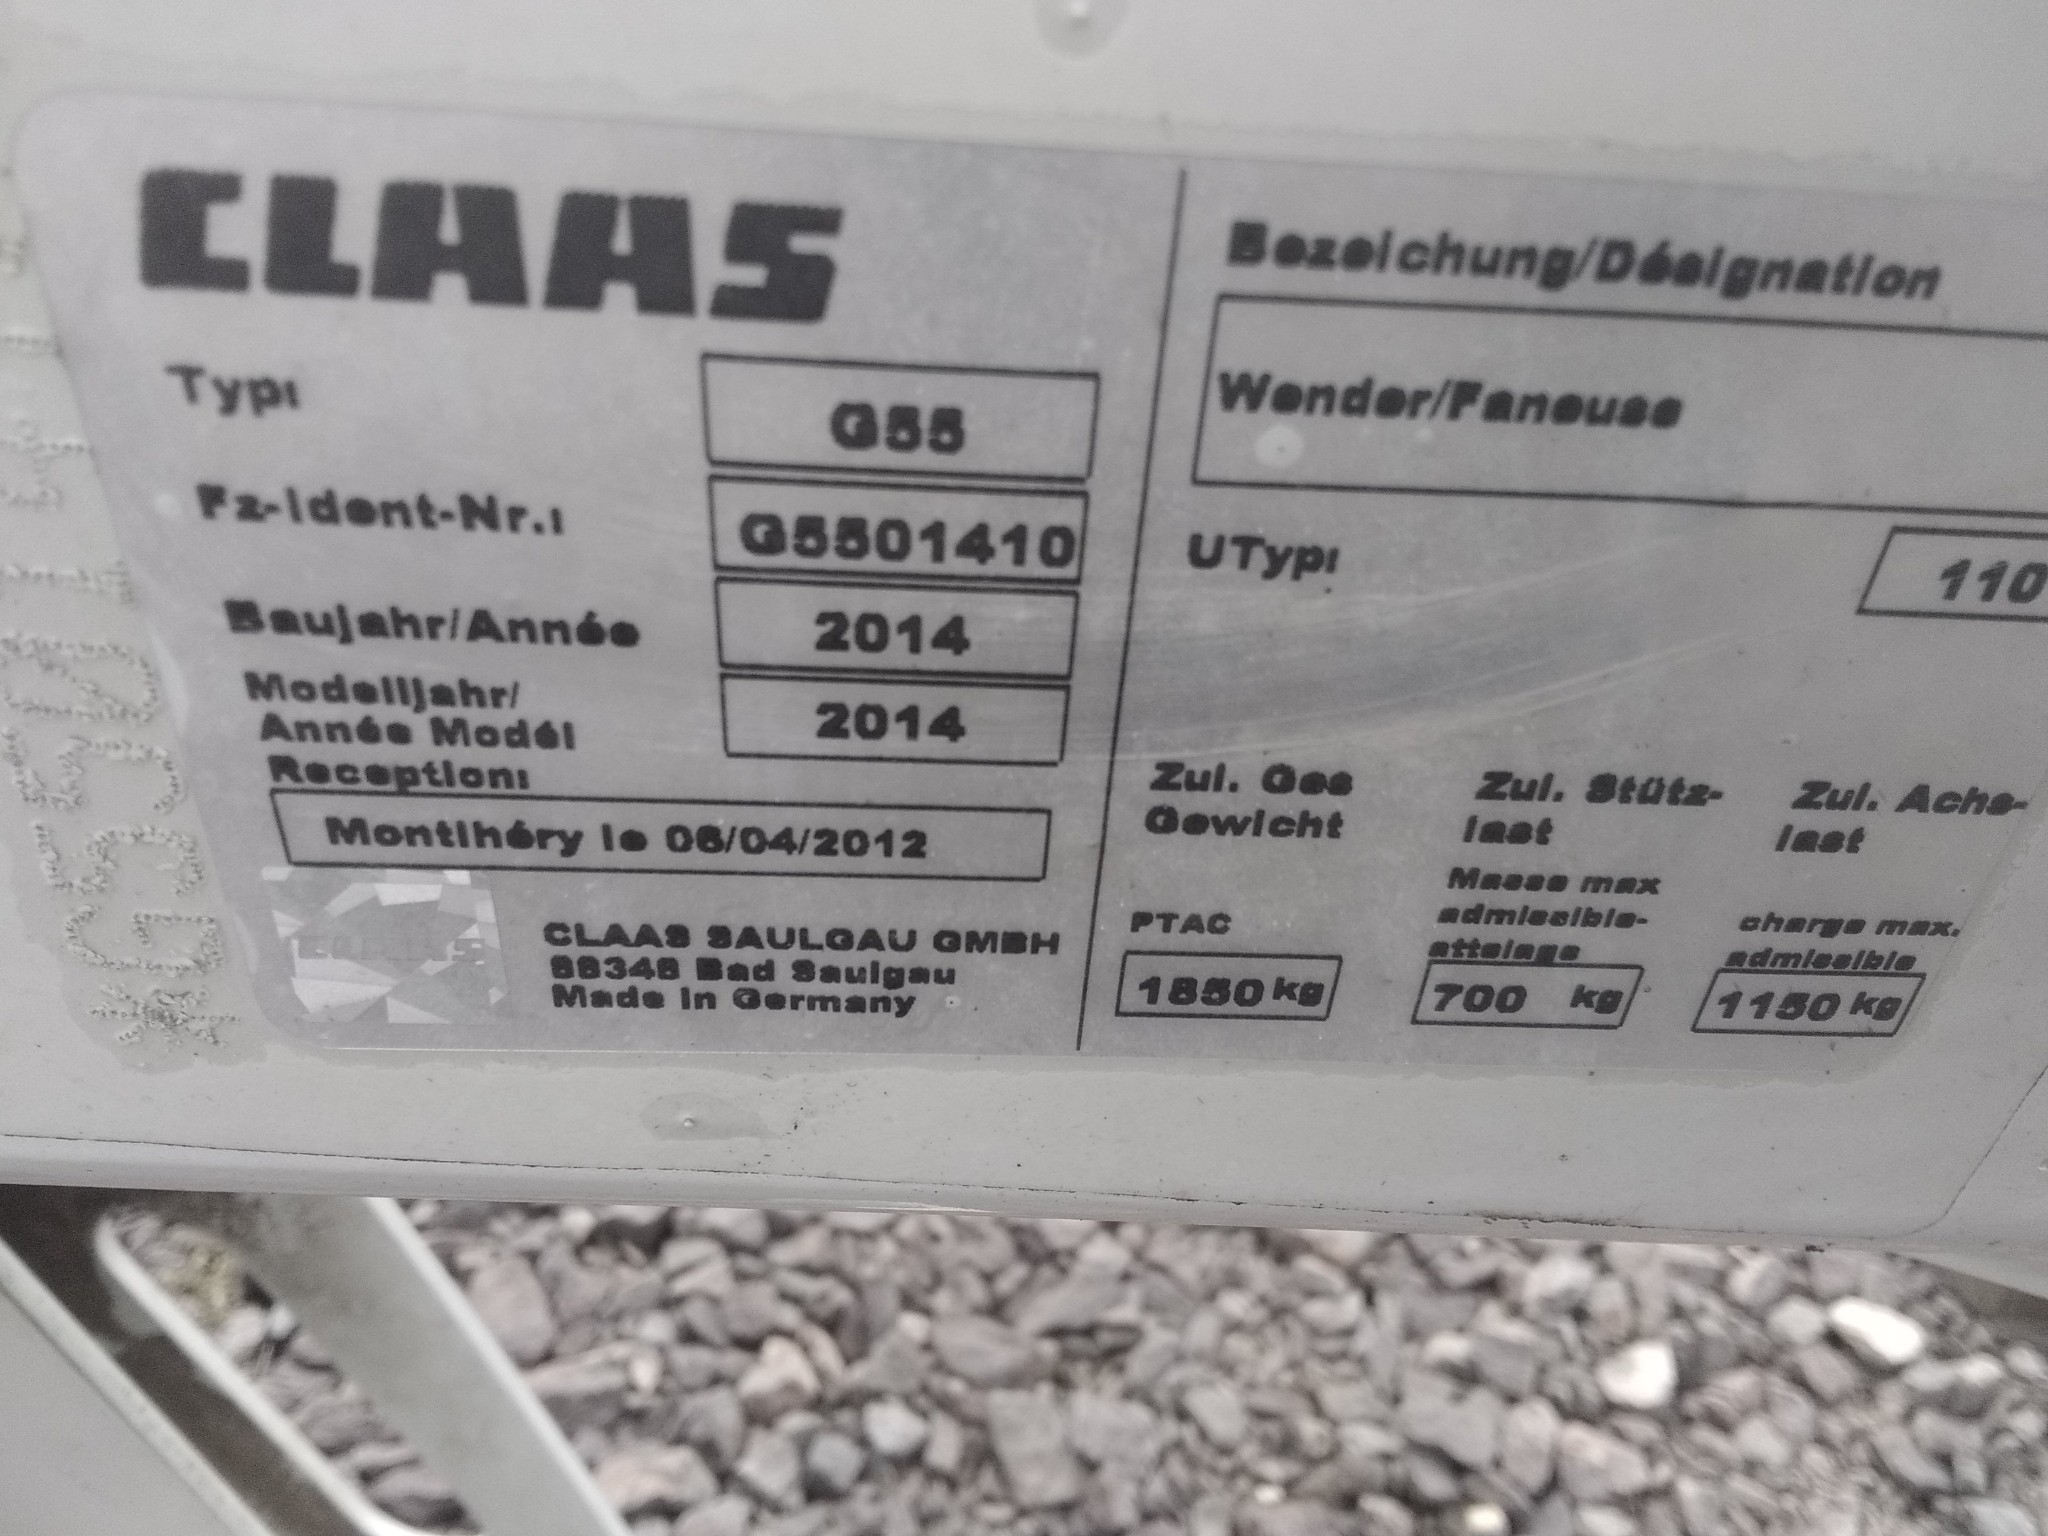 CLAAS
Typ: G55
Fz-Ident-Nr.: G5501410
Baujahr/Année 2014
Modelljahr/
Année Modél 2014
Reception:
Montlhéry le 06/04/2012
CLAAS SAULGAU GMBH
88348 Bad Saulgau
Made in Germany
Bezeichung/Désignation
Wender/Faneuse
UTyp: 110
Zul. Ges
Gewicht
PTAC
1850 kg
Zul. Stütz-
last
Masse max
admissible-
attelage
700 kg
Zul. Achs-
last
charge max.
admissible
1150 kg